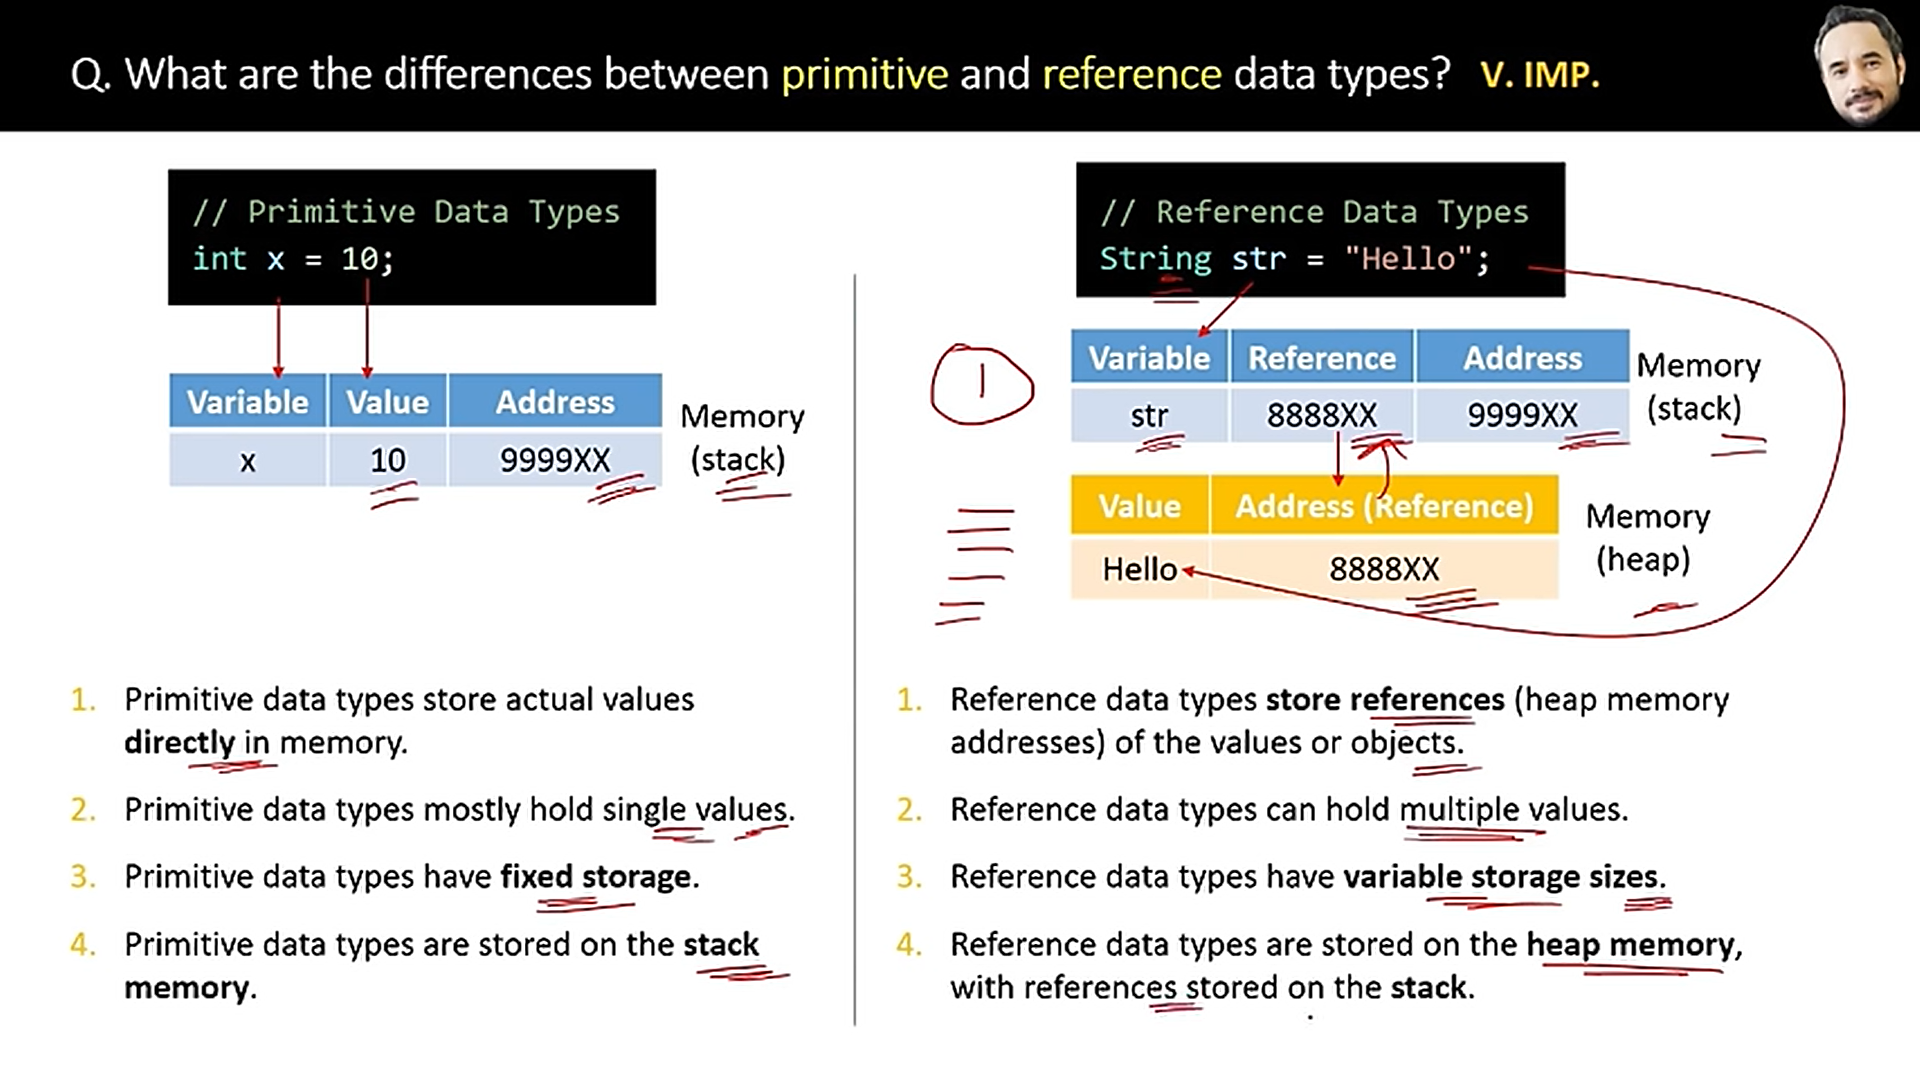 Q. What are the differences between primitive and reference data types? V. IMP.
// Primitive Data Types
int x = 10;
Variable Value Address
x 10 9999XX
Memory
(stack)
1. Primitive data types store actual values
directly in memory.
2. Primitive data types mostly hold single values.
3. Primitive data types have fixed storage.
4. Primitive data types are stored on the stack
memory.
// Reference Data Types
String str = "Hello";
1
Variable Reference Address
str 8888XX 9999XX
Memory
(stack)
Value Address (Reference)
Hello 8888XX
Memory
(heap)
1. Reference data types store references (heap memory
addresses) of the values or objects.
2. Reference data types can hold multiple values.
3. Reference data types have variable storage sizes.
4. Reference data types are stored on the heap memory,
with references stored on the stack.